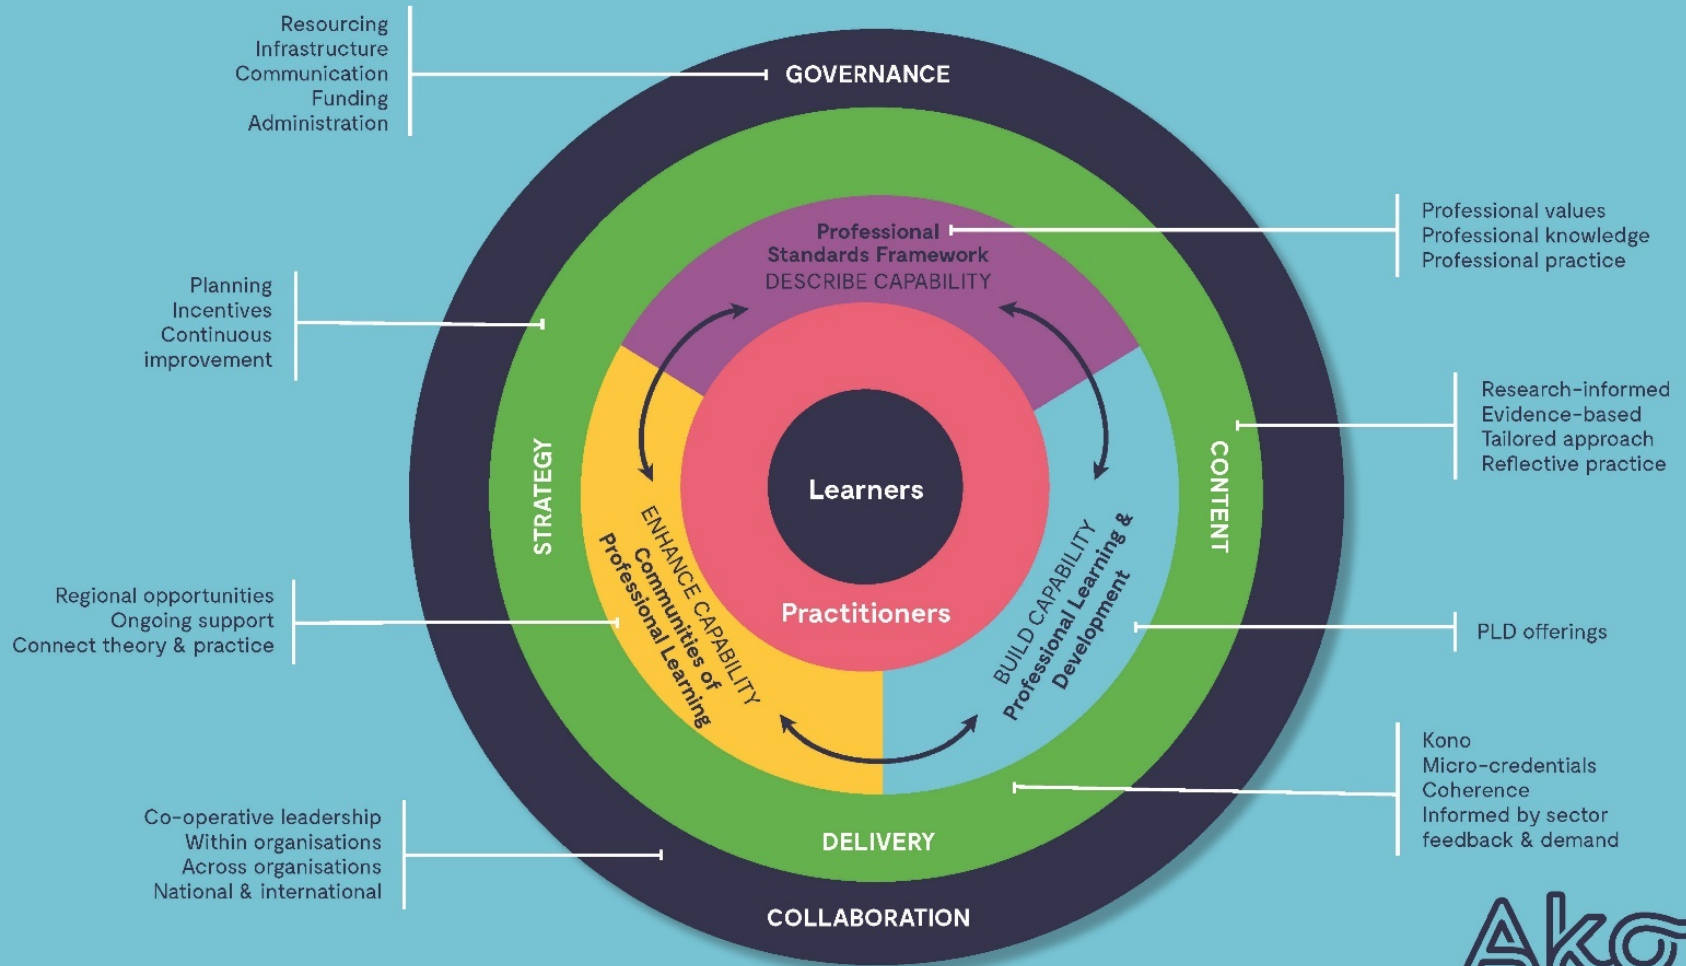 Resourcing
Infrastructure
Communication
Funding
Administration
GOVERNANCE
Professional
Standards Framework
DESCRIBE CAPABILITY
Professional values
Professional knowledge
Professional practice
Planning
Incentives
Continuous
improvement
STRATEGY
CONTENT
Research-informed
Evidence-based
Tailored approach
Reflective practice
Learners
Practitioners
ENHANCE CAPABILITY
Communities of
Professional Learning
BUILD CAPABILITY
Professional Learning &
Development
Regional opportunities
Ongoing support
Connect theory & practice
PLD offerings
Kono
Micro-credentials
Coherence
Informed by sector
feedback & demand
DELIVERY
Co-operative leadership
Within organisations
Across organisations
National & international
COLLABORATION
Ako